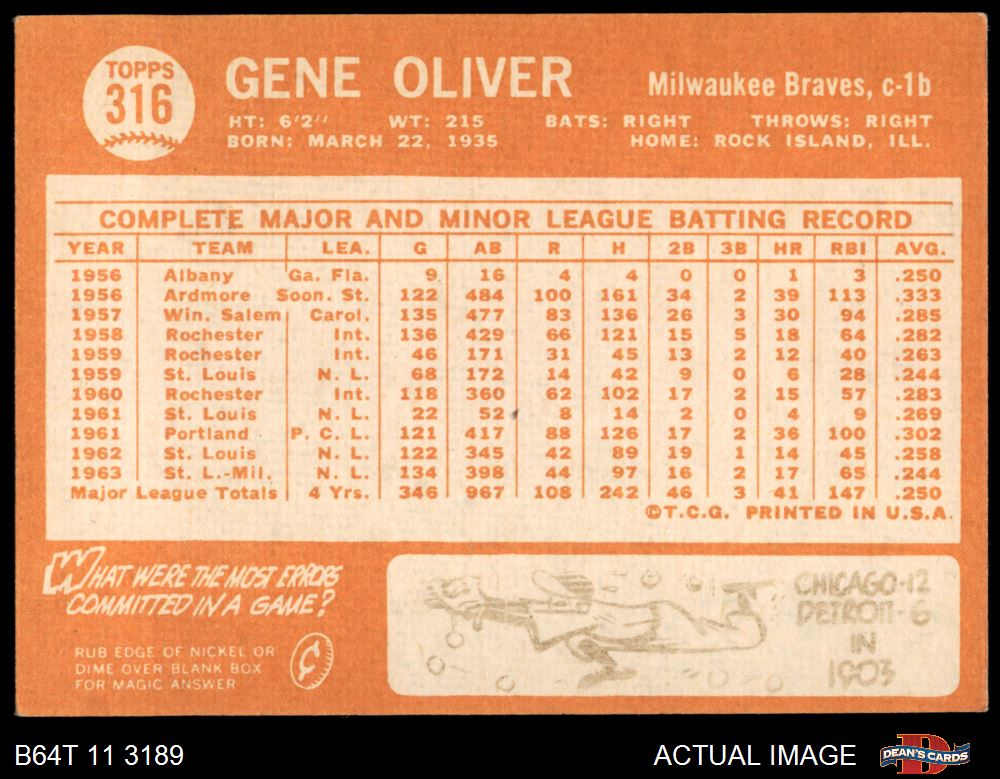 TOPPS
316
GENE OLIVER
Milwaukee Braves, c-1b
HT: 6'2" WT: 215 BATS: RIGHT THROWS: RIGHT
BORN: MARCH 22, 1935 HOME: ROCK ISLAND, ILL.
COMPLETE MAJOR AND MINOR LEAGUE BATTING RECORD
YEAR TEAM LEA. G AB R H 2B 3B HR RBI AVG.
1956 Albany Ga. Fla. 9 16 4 4 0 0 1 3 .250
1956 Ardmore Soon. St. 122 484 100 161 34 2 39 113 .333
1957 Win. Salem Carol. 135 477 83 136 26 3 30 94 .285
1958 Rochester Int. 136 429 66 121 15 5 18 64 .282
1959 Rochester Int. 46 171 31 45 13 2 12 40 .263
1959 St. Louis N. L. 68 172 14 42 9 0 6 28 .244
1960 Rochester Int. 118 360 62 102 17 2 15 57 .283
1961 St. Louis N. L. 22 52 8 14 2 0 4 9 .269
1961 Portland P. C. L. 121 417 88 126 17 2 36 100 .302
1962 St. Louis N. L. 122 345 42 89 19 1 14 45 .258
1963 St. L.-Mil. N. L. 134 398 44 97 16 2 17 65 .244
Major League Totals 4 Yrs. 346 967 108 242 46 3 41 147 .250
©T.C.G. PRINTED IN U.S.A.
WHAT WERE THE MOST ERRORS
COMMITTED IN A GAME?
RUB EDGE OF NICKEL OR
DIME OVER BLANK BOX
FOR MAGIC ANSWER
¢
CHICAGO-12
DETROIT-6
IN
1903
B64T 11 3189
ACTUAL IMAGE
DEAN'S CARDS